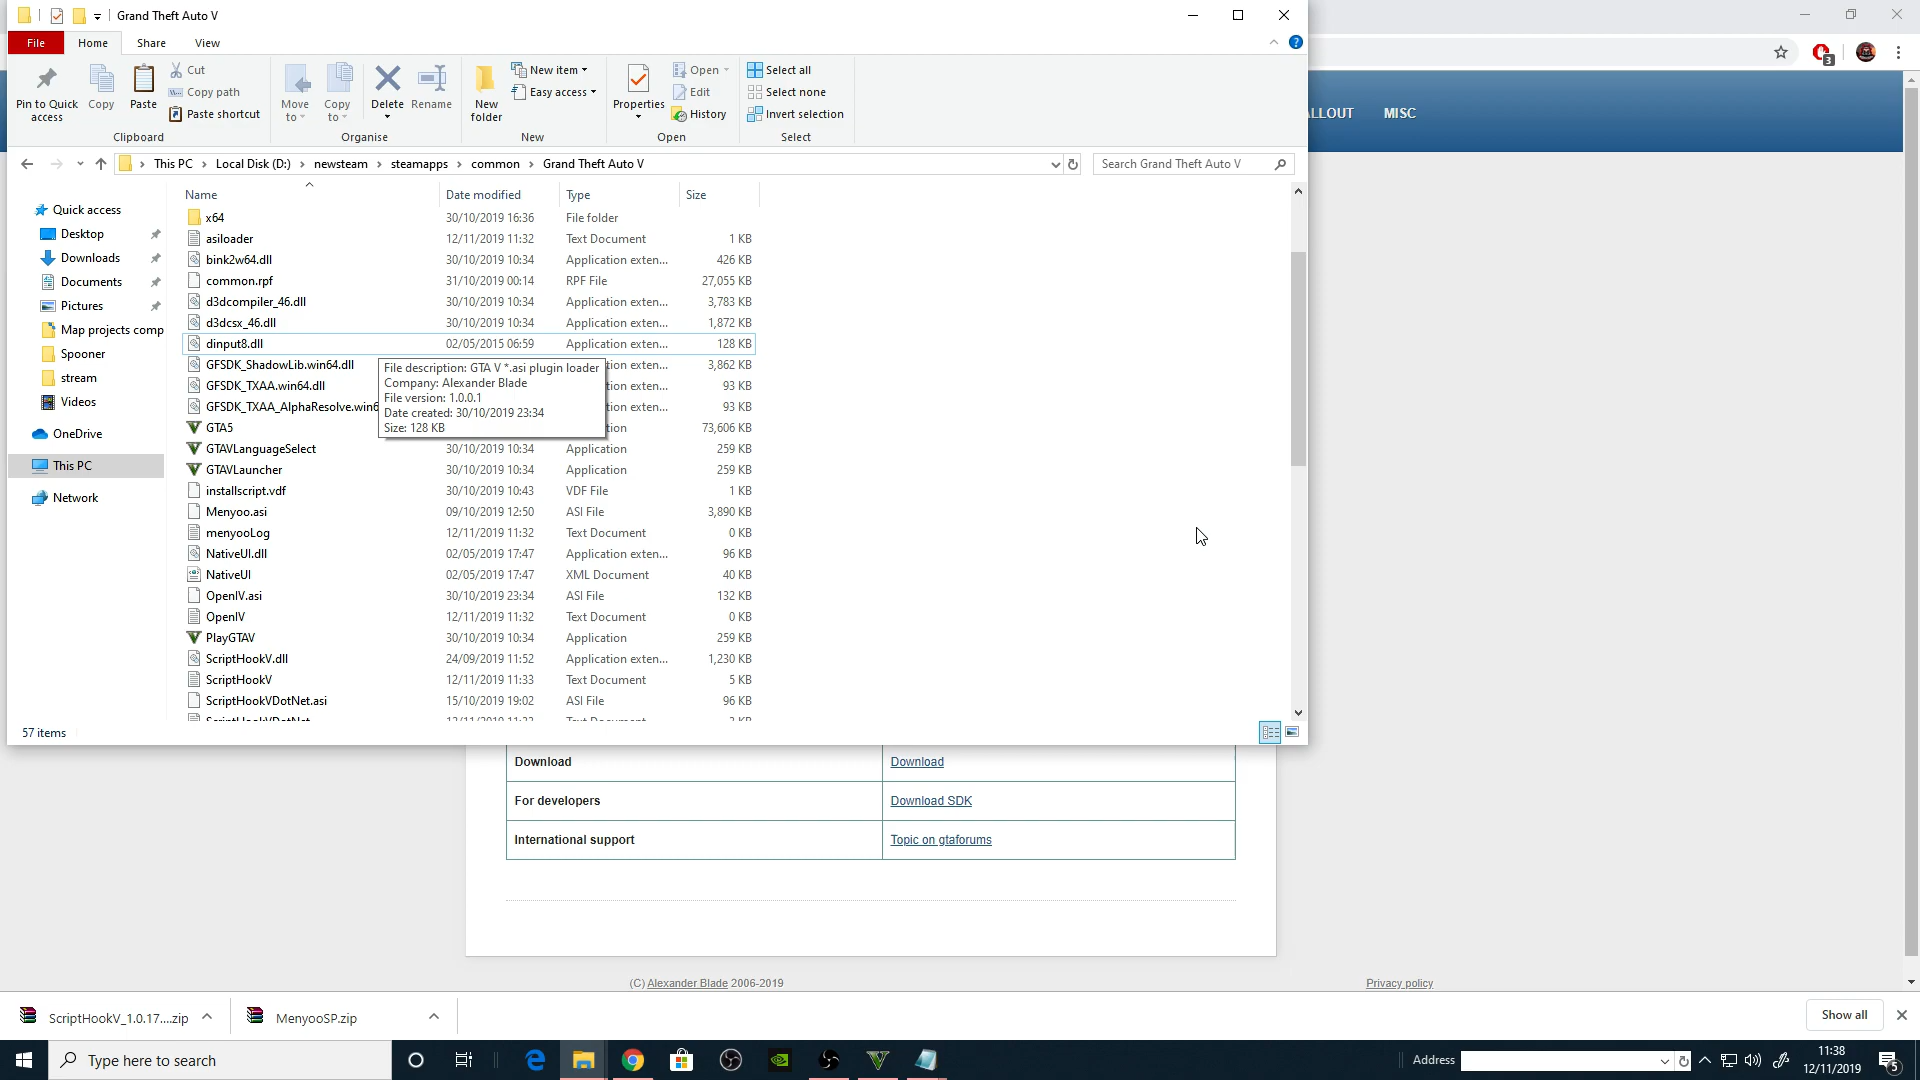 Grand Theft Auto V
File Home Share View
Pin to Quick access
Copy
Paste
Cut
Copy path
Paste shortcut
Move to
Copy to
Delete
Rename
New folder
New item
Easy access
Properties
Open
Edit
History
Select all
Select none
Invert selection
Clipboard Organise New Open Select
This PC Local Disk (D:) newsteam steamapps common Grand Theft Auto V
Search Grand Theft Auto V
Quick access
Desktop
Downloads
Documents
Pictures
Map projects comp
Spooner
stream
Videos
OneDrive
This PC
Network
Name Date modified Type Size
x64 30/10/2019 16:36 File folder
asiloader 12/11/2019 11:32 Text Document 1 KB
bink2w64.dll 30/10/2019 10:34 Application exten... 426 KB
common.rpf 31/10/2019 00:14 RPF File 27,055 KB
d3dcompiler_46.dll 30/10/2019 10:34 Application exten... 3,783 KB
d3dcsx_46.dll 30/10/2019 10:34 Application exten... 1,872 KB
dinput8.dll 02/05/2015 06:59 Application exten... 128 KB
GFSDK_ShadowLib.win64.dll tion exten... 3,862 KB
GFSDK_TXAA.win64.dll tion exten... 93 KB
GFSDK_TXAA_AlphaResolve.win6 tion exten... 93 KB
GTA5 tion 73,606 KB
File description: GTA V *.asi plugin loader
Company: Alexander Blade
File version: 1.0.0.1
Date created: 30/10/2019 23:34
Size: 128 KB
GTAVLanguageSelect 30/10/2019 10:34 Application 259 KB
GTAVLauncher 30/10/2019 10:34 Application 259 KB
installscript.vdf 30/10/2019 10:43 VDF File 1 KB
Menyoo.asi 09/10/2019 12:50 ASI File 3,890 KB
menyooLog 12/11/2019 11:32 Text Document 0 KB
NativeUI.dll 02/05/2019 17:47 Application exten... 96 KB
NativeUI 02/05/2019 17:47 XML Document 40 KB
OpenIV.asi 30/10/2019 23:34 ASI File 132 KB
OpenIV 12/11/2019 11:32 Text Document 0 KB
PlayGTAV 30/10/2019 10:34 Application 259 KB
ScriptHookV.dll 24/09/2019 11:52 Application exten... 1,230 KB
ScriptHookV 12/11/2019 11:33 Text Document 5 KB
ScriptHookVDotNet.asi 15/10/2019 19:02 ASI File 96 KB
57 items
3
ALLOUT MISC
Download Download
For developers Download SDK
International support Topic on gtaforums
(C) Alexander Blade 2006-2019
Privacy policy
ScriptHookV_1.0.17....zip
MenyooSP.zip
Show all
Type here to search
Address
11:38
12/11/2019
5